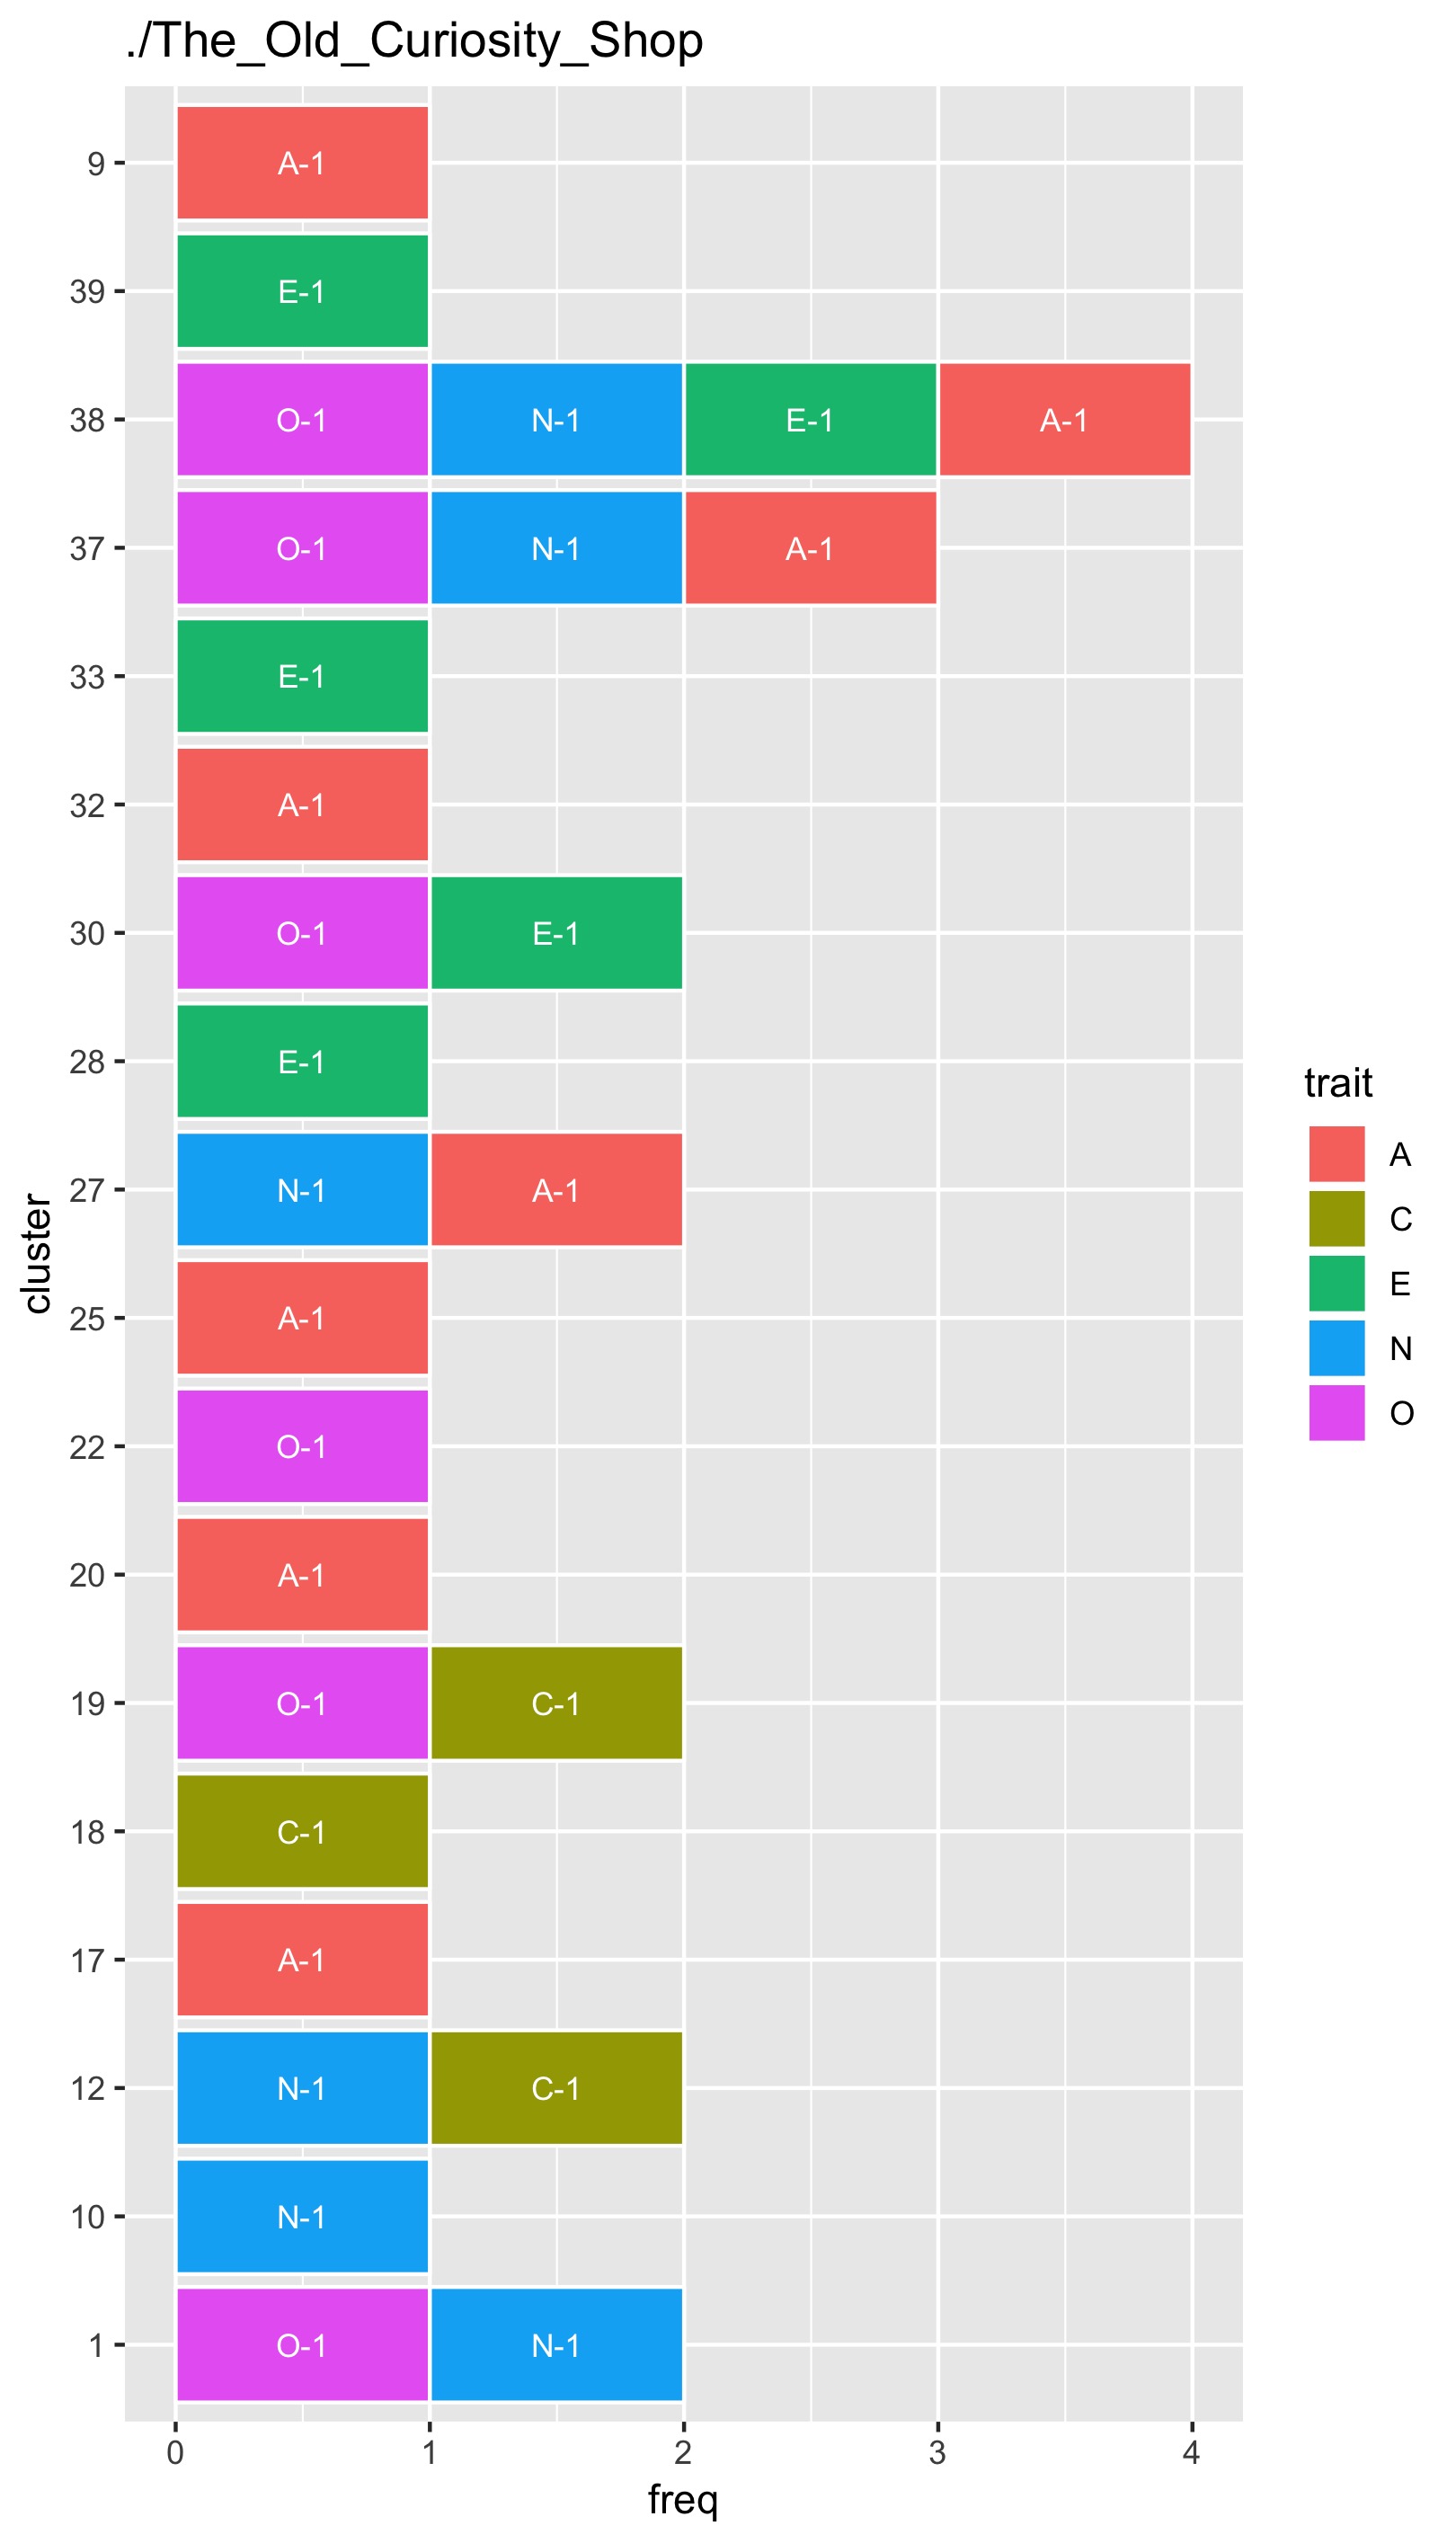 ./The_Old_Curiosity_Shop
9 A-1
39 E-1
38 O-1 N-1 E-1 A-1
37 O-1 N-1 A-1
33 E-1
32 A-1
30 O-1 E-1
28 E-1
27 N-1 A-1
25 A-1
22 O-1
20 A-1
19 O-1 C-1
18 C-1
17 A-1
12 N-1 C-1
10 N-1
1 O-1 N-1
0 1 2 3 4
freq
cluster
trait
A
C
E
N
O